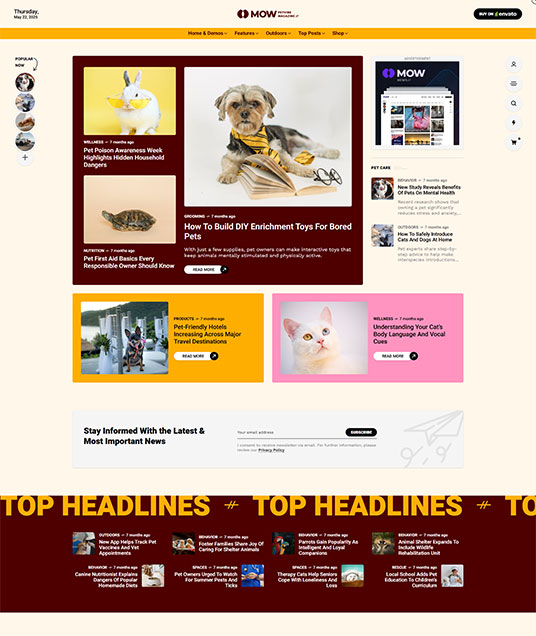 Thursday,
May 22, 2025
MOW PETVIBE
MAGAZINE //
BUY ON envato
Home & Demos
Features
Outdoors
Top Posts
Shop
POPULAR
NOW
WELLNESS — 7 months ago
Pet Poison Awareness Week
Highlights Hidden Household
Dangers
NUTRITION — 7 months ago
Pet First Aid Basics Every
Responsible Owner Should Know
GROOMING — 7 months ago
How To Build DIY Enrichment Toys For Bored
Pets
With just a few supplies, pet owners can make interactive toys that
keep animals mentally stimulated and physically active.
READ MORE
ADVERTISEMENT
MOW
PET CARE
BEHAVIOR — 7 months ago
New Study Reveals Benefits
Of Pets On Mental Health
Recent research shows that
owning a pet significantly
reduces stress and anxiety,...
OUTDOORS — 7 months ago
How To Safely Introduce
Cats And Dogs At Home
Pet experts share step-by-
step advice to help make
interspecies introductions...
PRODUCTS — 7 months ago
Pet-Friendly Hotels
Increasing Across Major
Travel Destinations
READ MORE
WELLNESS — 7 months ago
Understanding Your Cat's
Body Language And Vocal
Cues
READ MORE
Stay Informed With the Latest &
Most Important News
Your email address
SUBSCRIBE
I consent to receive newsletter via email. For further information, please
review our Privacy Policy
TOP HEADLINES
TOP HEADLINES
TO
OUTDOORS — 7 months ago
New App Helps Track Pet
Vaccines And Vet
Appointments
BEHAVIOR — 7 months ago
Foster Families Share Joy Of
Caring For Shelter Animals
BEHAVIOR — 7 months ago
Parrots Gain Popularity As
Intelligent And Loyal
Companions
BEHAVIOR — 7 months ago
Animal Shelter Expands To
Include Wildlife
Rehabilitation Unit
BEHAVIOR — 7 months ago
Canine Nutritionist Explains
Dangers Of Popular
Homemade Diets
SPACES — 7 months ago
Pet Owners Urged To Watch
For Summer Pests And
Ticks
SPACES — 7 months ago
Therapy Cats Help Seniors
Cope With Loneliness And
Loss
RESCUE — 7 months ago
Local School Adds Pet
Education To Children's
Curriculum